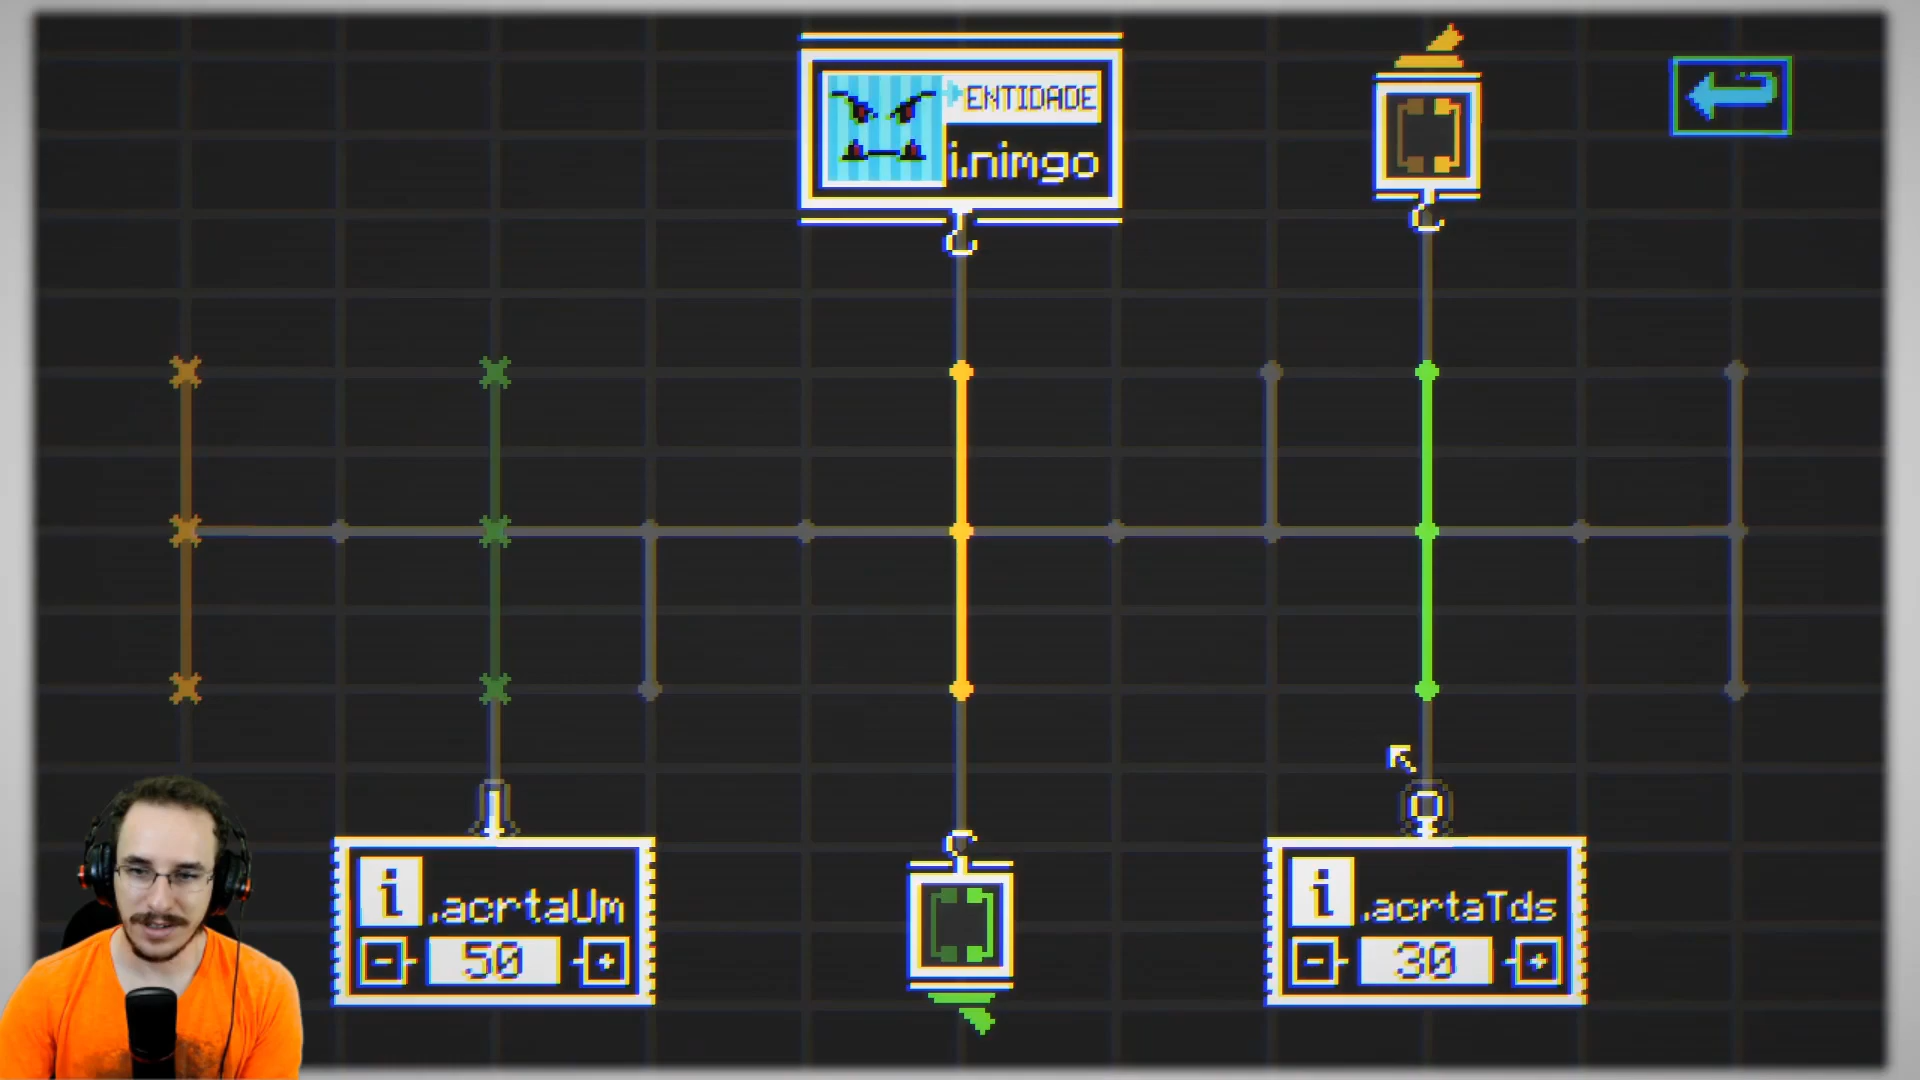 ENTIDADE
i.nimgo
i.acrtaUm
- 50 +
i.acrtaTds
- 30 +